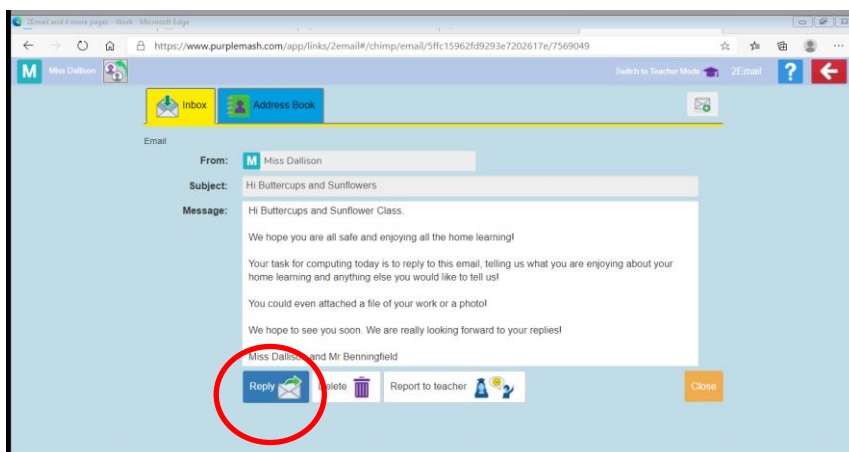 2Email and 4 more pages - Work - Microsoft Edge
https://www.purplemash.com/app/links/2email#/chimp/email/5ffc15962fd9293e7202617e/7569049
M Miss Dallison
Switch to Teacher Mode
2Email
?
Inbox
Address Book
Email
From: M Miss Dallison
Subject: Hi Buttercups and Sunflowers
Message: Hi Buttercups and Sunflower Class.
We hope you are all safe and enjoying all the home learning!
Your task for computing today is to reply to this email, telling us what you are enjoying about your
home learning and anything else you would like to tell us!
You could even attached a file of your work or a photo!
We hope to see you soon. We are really looking forward to your replies!
Miss Dallison and Mr Benningfield
Reply
Delete
Report to teacher
Close